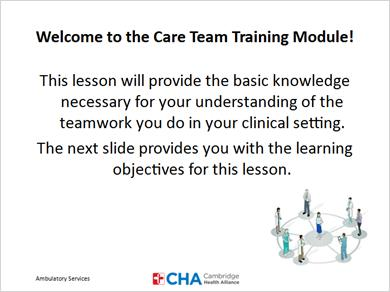 Welcome to the Care Team Training Module!
This lesson will provide the basic knowledge
necessary for your understanding of the
teamwork you do in your clinical setting.
The next slide provides you with the learning
objectives for this lesson.
Ambulatory Services
CHA Cambridge
Health Alliance